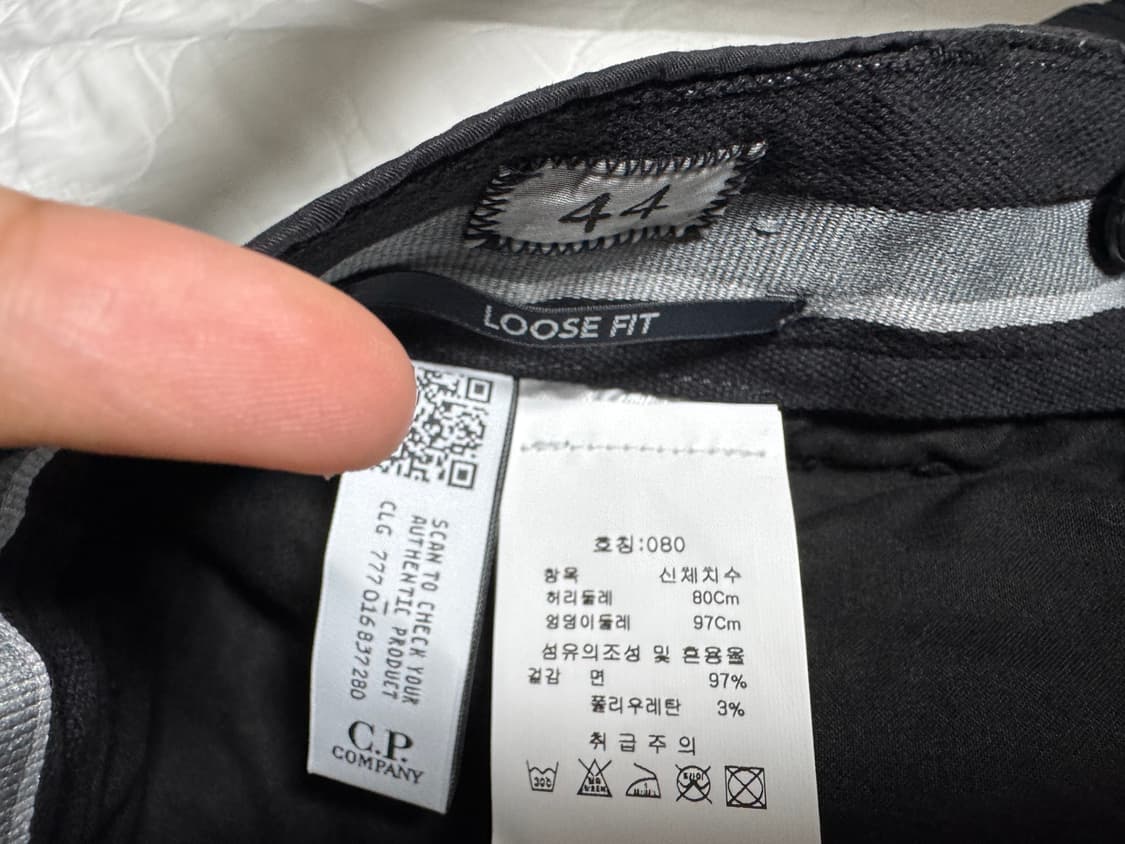 44
LOOSE FIT
SCAN TO CHECK YOUR
AUTHENTIC PRODUCT
CLG 777016837280
C.P.
COMPANY
호칭:080
항목 신체치수
허리둘레 80Cm
엉덩이둘레 97Cm
섬유의조성 및 혼용율
겉감 면 97%
폴리우레탄 3%
취급주의
30℃